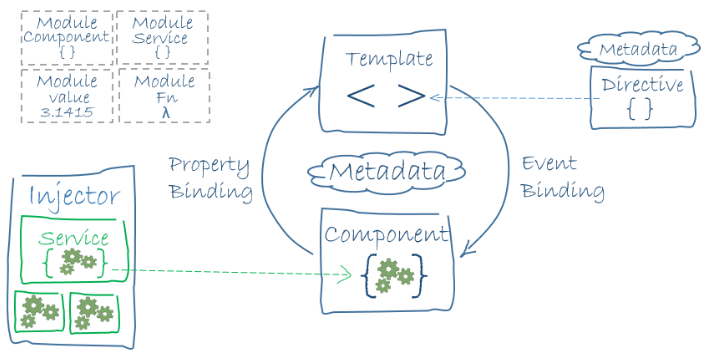 Module
Component
{ }
Module
Service
{ }
Module
value
3.1415
Module
Fn
λ
Template
< >
Metadata
Directive
{ }
Property
Binding
Metadata
Event
Binding
Injector
Service
{ }
Component
{ }